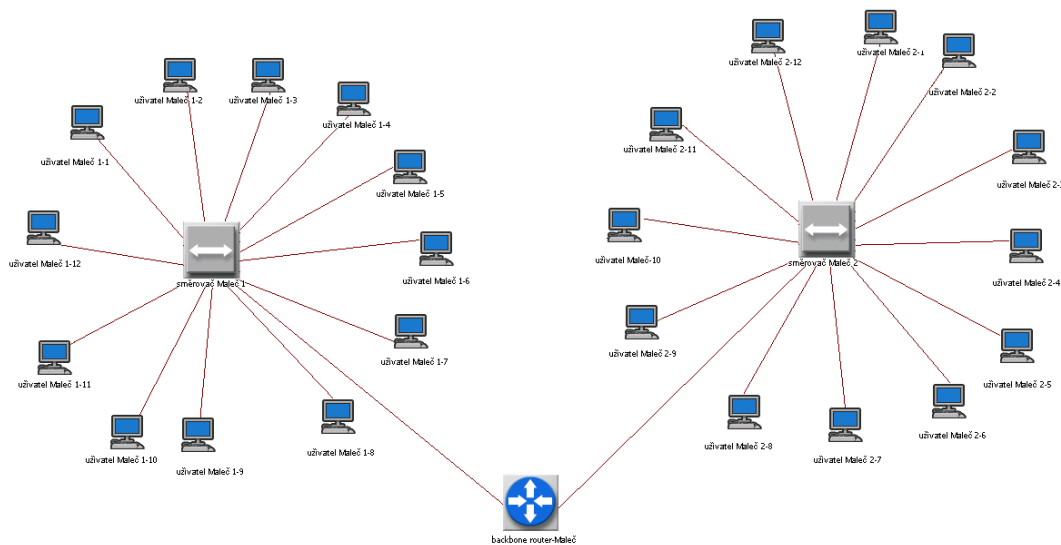 uživatel Maleč 2-1
uživatel Maleč 2-12
uživatel Maleč 2-2
uživatel Maleč 1-2
uživatel Maleč 1-3
uživatel Maleč 1-4
uživatel Maleč 1-1
uživatel Maleč 2-11
uživatel Maleč 2-
uživatel Maleč 1-5
uživatel Maleč 1-12
uživatel Maleč-10
směrovač Maleč 2
uživatel Maleč 1-6
směrovač Maleč 1
uživatel Maleč 2-4
uživatel Maleč 2-9
uživatel Maleč 1-7
uživatel Maleč 1-11
uživatel Maleč 2-5
uživatel Maleč 2-6
uživatel Maleč 2-8
uživatel Maleč 1-8
uživatel Maleč 1-10
uživatel Maleč 2-7
uživatel Maleč 1-9
backbone router-Maleč